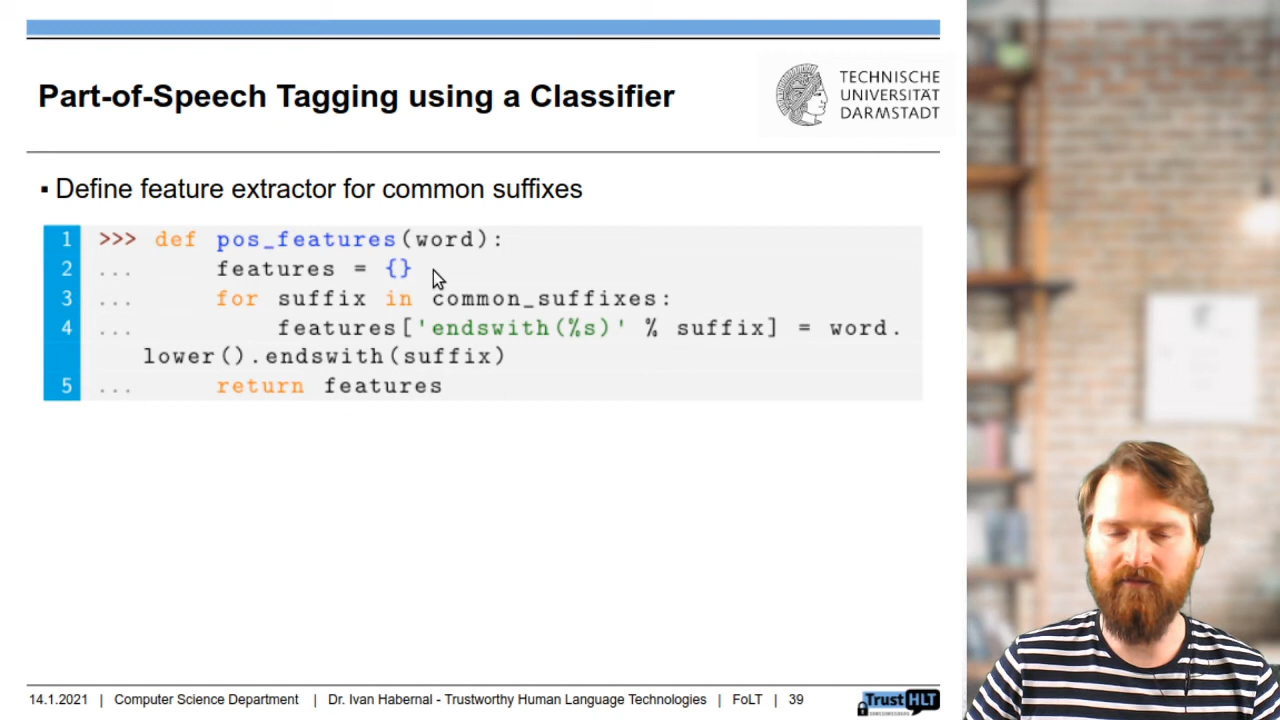 Part-of-Speech Tagging using a Classifier
TECHNISCHE
UNIVERSITÄT
DARMSTADT
▪ Define feature extractor for common suffixes
1 >>> def pos_features(word):
2 ... features = {}
3 ... for suffix in common_suffixes:
4 ... features['endswith(%s)' % suffix] = word.
lower().endswith(suffix)
5 ... return features
14.1.2021 | Computer Science Department | Dr. Ivan Habernal - Trustworthy Human Language Technologies | FoLT | 39
TrustHLT